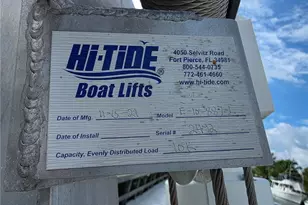 Hi-TiDE®
Boat Lifts
4050 Selvitz Road
Fort Pierce, FL 34981
800-544-0735
772-461-4660
www.hi-tide.com
Date of Mfg.
Model
Date of Install
Serial #
Capacity, Evenly Distributed Load